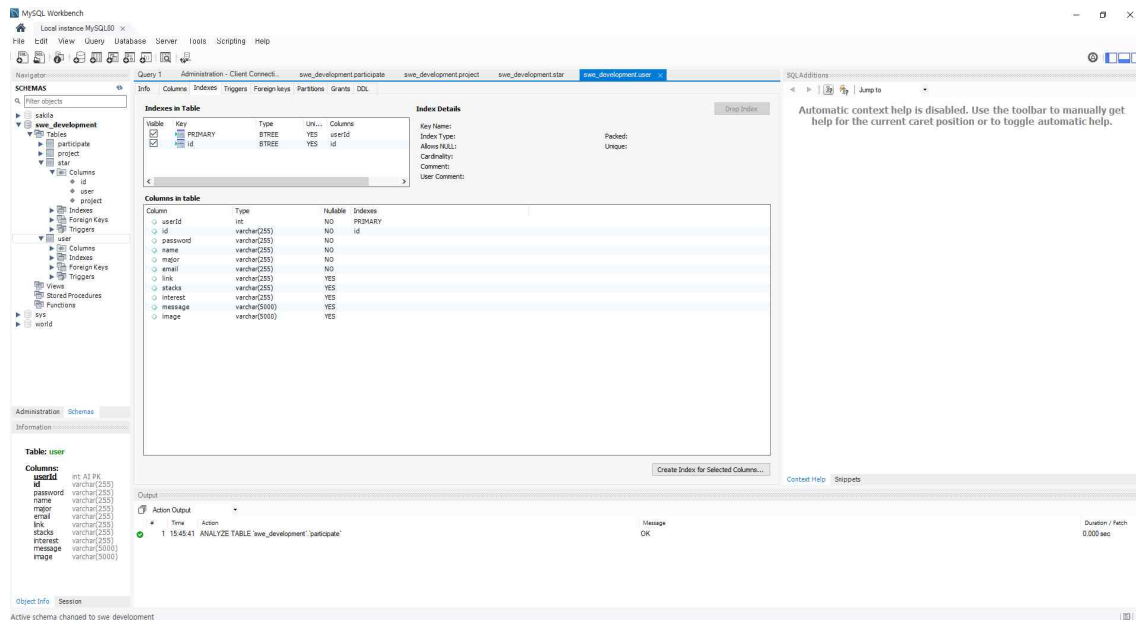 MySQL Workbench
Local instance MySQL80 ×
File Edit View Query Database Server Tools Scripting Help
Navigator
SCHEMAS
Filter objects
sakila
swe_development
Tables
participate
project
star
Columns
id
user
project
Indexes
Foreign Keys
Triggers
user
Columns
Indexes
Foreign Keys
Triggers
Views
Stored Procedures
Functions
sys
world
Administration Schemas
Information
Table: user
Columns:
userId int AI PK
id varchar(255)
password varchar(255)
name varchar(255)
major varchar(255)
email varchar(255)
link varchar(255)
stacks varchar(255)
interest varchar(255)
message varchar(5000)
image varchar(5000)
Object Info Session
Query 1 Administration - Client Connecti... swe_development.participate swe_development.project swe_development.star swe_development.user ×
Info Columns Indexes Triggers Foreign keys Partitions Grants DDL
Indexes in Table
Visible Key Type Uni... Columns
PRIMARY BTREE YES userId
id BTREE YES id
Index Details
Drop Index
Key Name:
Index Type: Packed:
Allows NULL: Unique:
Cardinality:
Comment:
User Comment:
Columns in table
Column Type Nullable Indexes
userId int NO PRIMARY
id varchar(255) NO id
password varchar(255) NO
name varchar(255) NO
major varchar(255) NO
email varchar(255) NO
link varchar(255) YES
stacks varchar(255) YES
interest varchar(255) YES
message varchar(5000) YES
image varchar(5000) YES
Create Index for Selected Columns...
SQLAdditions
Jump to
Automatic context help is disabled. Use the toolbar to manually get
help for the current caret position or to toggle automatic help.
Context Help Snippets
Output
Action Output
# Time Action Message Duration / Fetch
1 15:45:41 ANALYZE TABLE `swe_development`.`participate` OK 0.000 sec
Active schema changed to swe_development